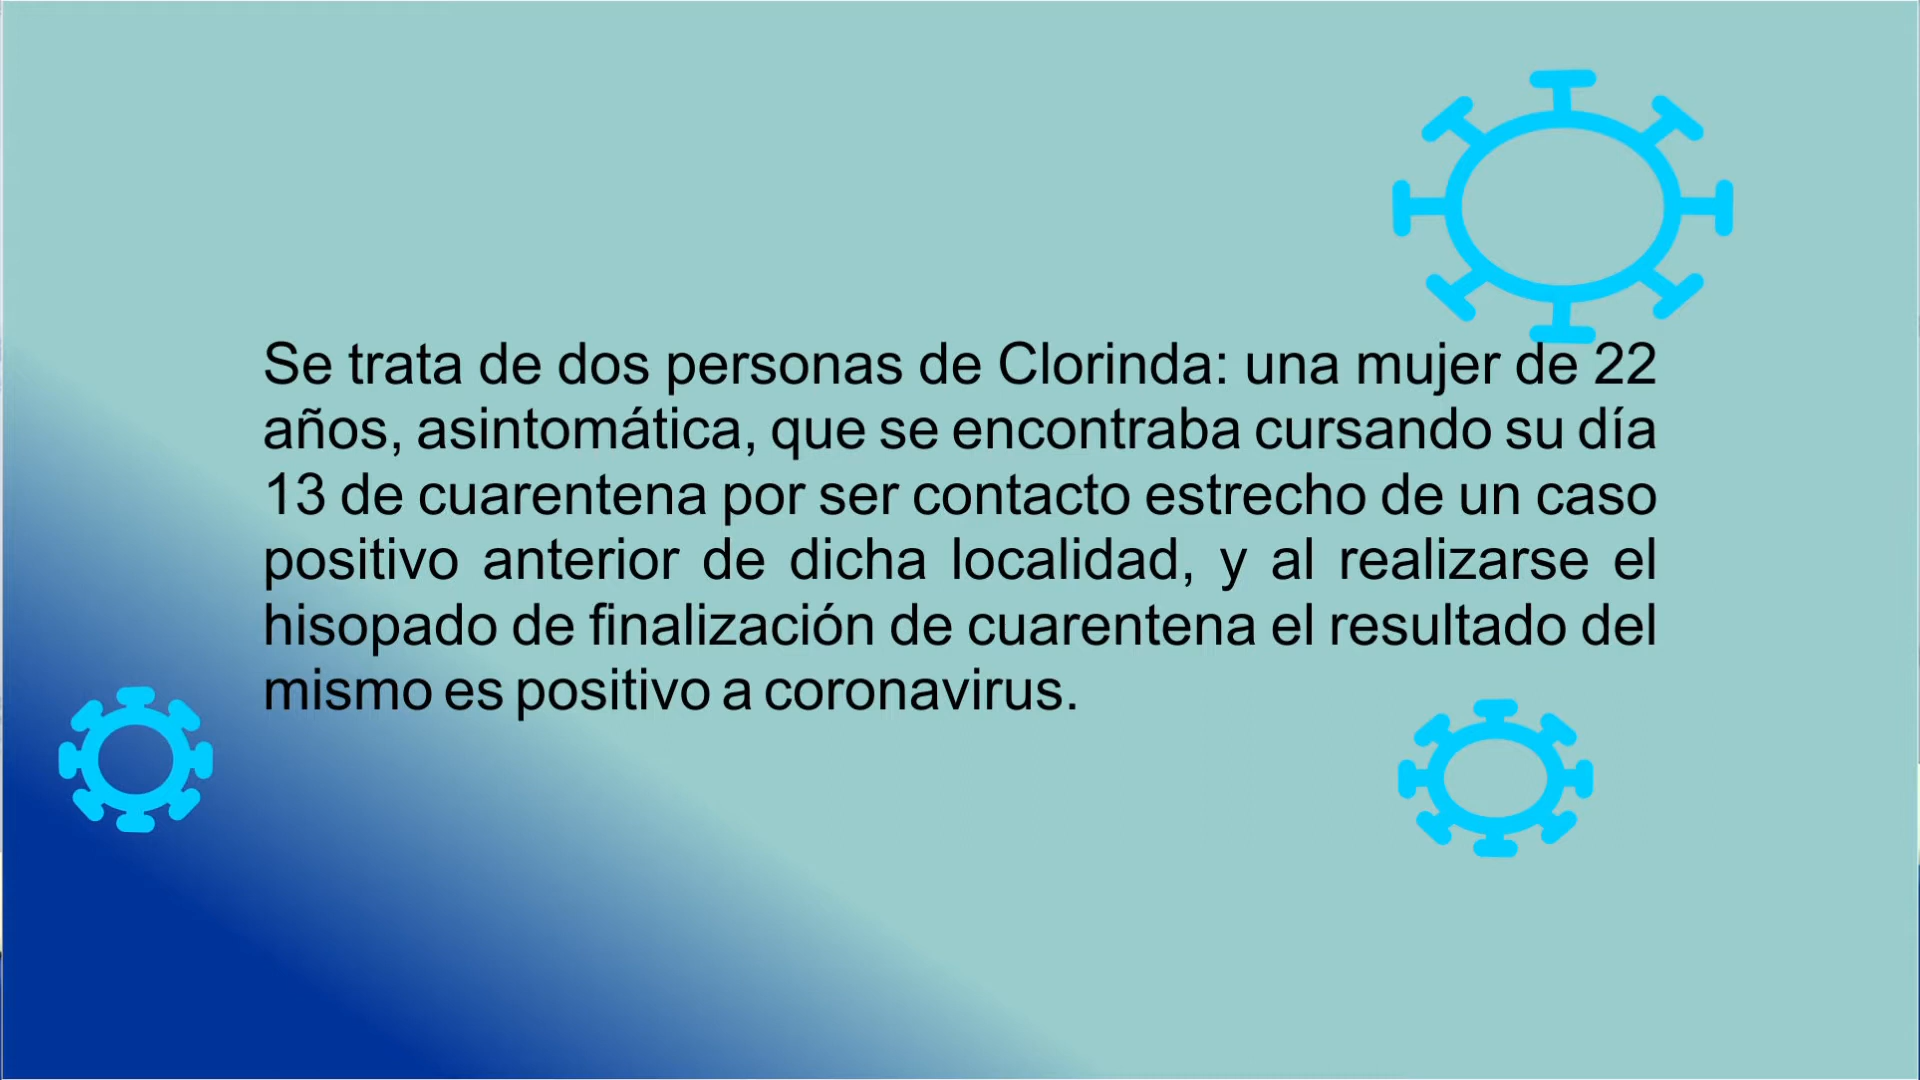 Se trata de dos personas de Clorinda: una mujer de 22
años, asintomática, que se encontraba cursando su día
13 de cuarentena por ser contacto estrecho de un caso
positivo anterior de dicha localidad, y al realizarse el
hisopado de finalización de cuarentena el resultado del
mismo es positivo a coronavirus.